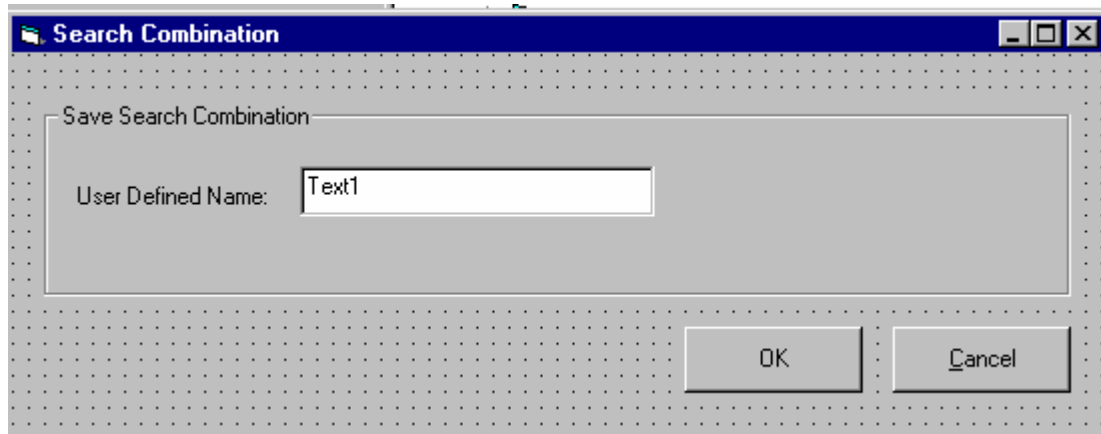 Search Combination
Save Search Combination
User Defined Name: Text1
OK Cancel